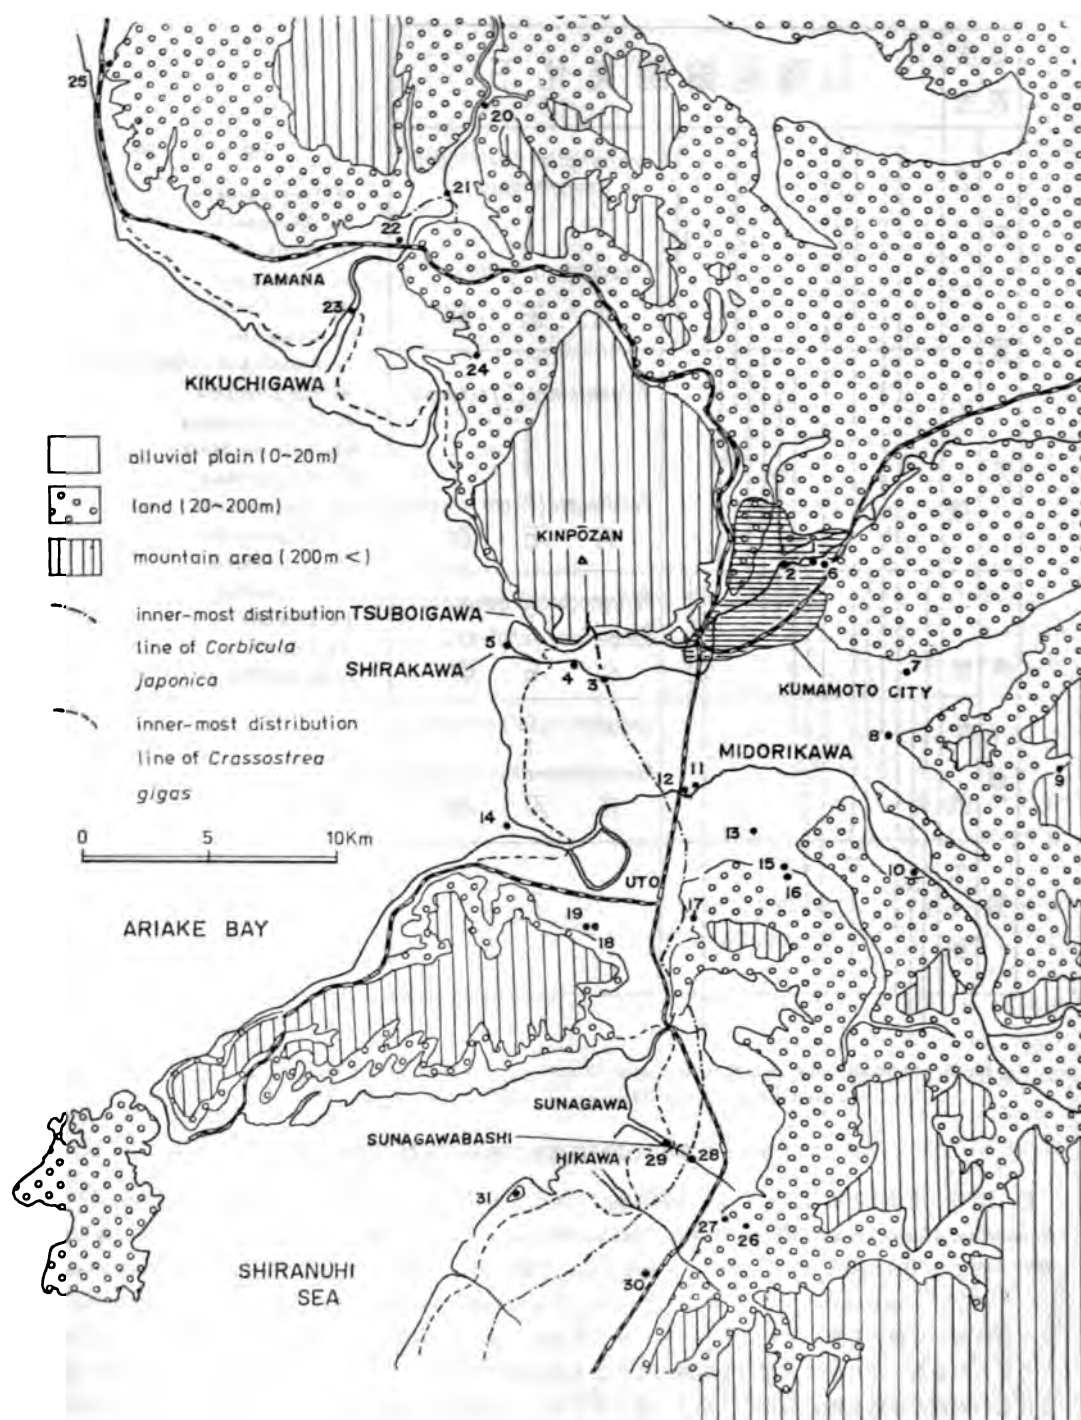 25
20
21
22
TAMANA
23
24
KIKUCHIGAWA
alluvial plain (0~20m)
land (20~200m)
mountain area (200m <)
inner-most distribution
line of Corbicula
japonica
inner-most distribution
line of Crassostrea
gigas
KINPŌZAN
2
6
TSUBOIGAWA
5
SHIRAKAWA
4
3
7
KUMAMOTO CITY
8
MIDORIKAWA
9
12
11
0
5
10Km
14
13
15
16
10
UTO
17
19
18
ARIAKE BAY
SUNAGAWA
SUNAGAWABASHI
HIKAWA
29
28
31
27
26
30
SHIRANUHI
SEA